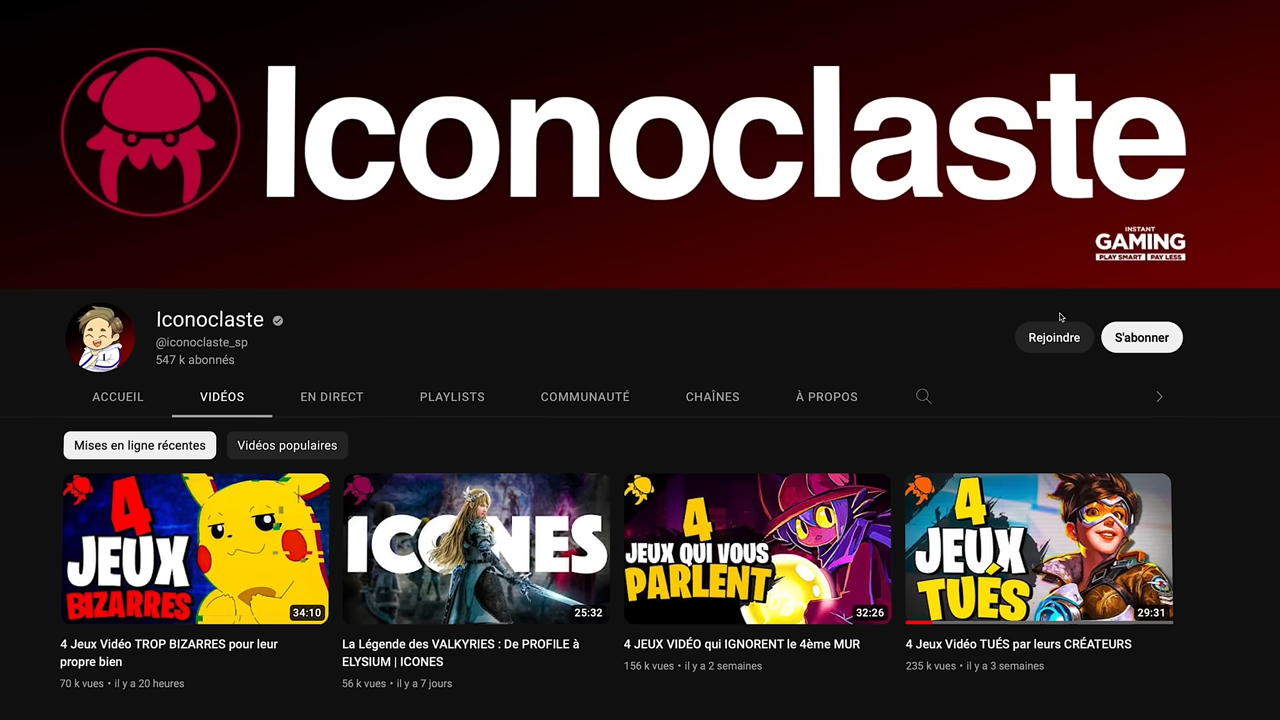 Iconoclaste
INSTANT
GAMING
PLAY SMART | PAY LESS
Iconoclaste
@iconoclaste_sp
547 k abonnés
Rejoindre
S'abonner
ACCUEIL
VIDÉOS
EN DIRECT
PLAYLISTS
COMMUNAUTÉ
CHAÎNES
À PROPOS
Mises en ligne récentes
Vidéos populaires
4
JEUX
BIZARRES
34:10
ICONES
25:32
4
JEUX QUI VOUS
PARLENT
32:26
4
JEUX
TUÉS
29:31
4 Jeux Vidéo TROP BIZARRES pour leur
propre bien
70 k vues • il y a 20 heures
La Légende des VALKYRIES : De PROFILE à
ELYSIUM | ICONES
56 k vues • il y a 7 jours
4 JEUX VIDÉO qui IGNORENT le 4ème MUR
156 k vues • il y a 2 semaines
4 Jeux Vidéo TUÉS par leurs CRÉATEURS
235 k vues • il y a 3 semaines